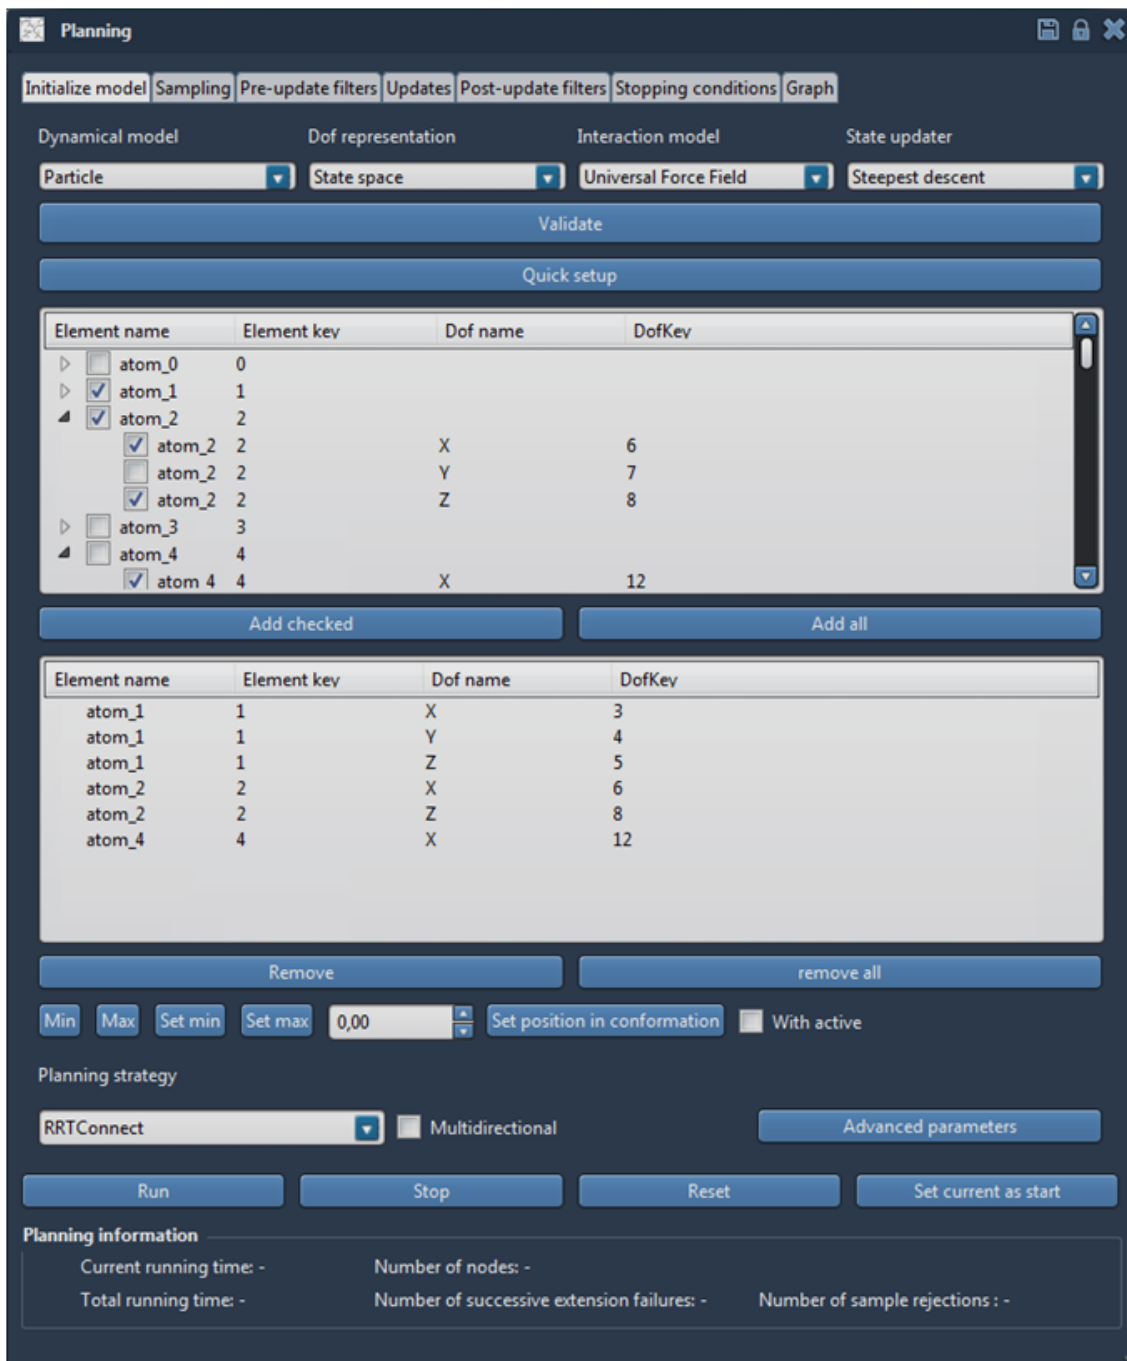 Planning
Initialize model Sampling Pre-update filters Updates Post-update filters Stopping conditions Graph
Dynamical model Dof representation Interaction model State updater
Particle State space Universal Force Field Steepest descent
Validate
Quick setup
Element name Element key Dof name DofKey
atom_0 0
atom_1 1
atom_2 2
atom_2 2 X 6
atom_2 2 Y 7
atom_2 2 Z 8
atom_3 3
atom_4 4
atom_4 4 X 12
Add checked Add all
Element name Element key Dof name DofKey
atom_1 1 X 3
atom_1 1 Y 4
atom_1 1 Z 5
atom_2 2 X 6
atom_2 2 Z 8
atom_4 4 X 12
Remove remove all
Min Max Set min Set max 0,00 Set position in conformation With active
Planning strategy
RRTConnect Multidirectional Advanced parameters
Run Stop Reset Set current as start
Planning information
Current running time: - Number of nodes: -
Total running time: - Number of successive extension failures: - Number of sample rejections : -